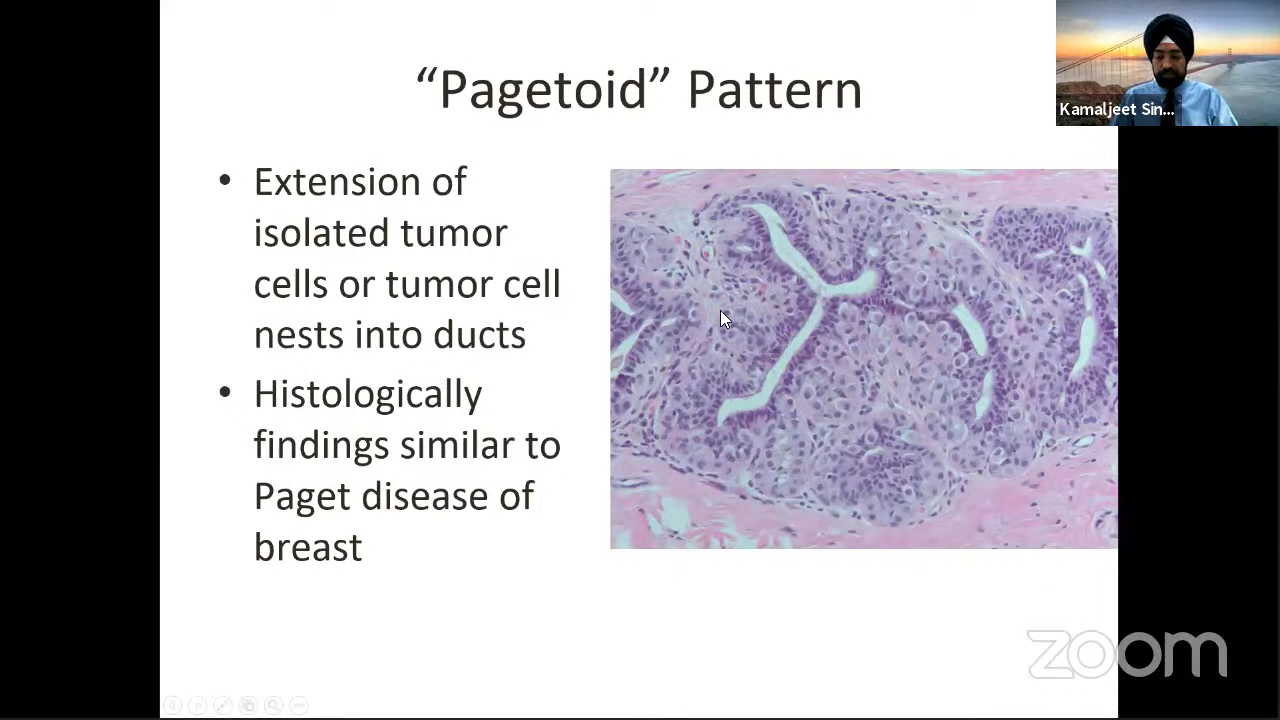 “Pagetoid” Pattern
Kamaljeet Sin...
• Extension of
isolated tumor
cells or tumor cell
nests into ducts
• Histologically
findings similar to
Paget disease of
breast
zoom